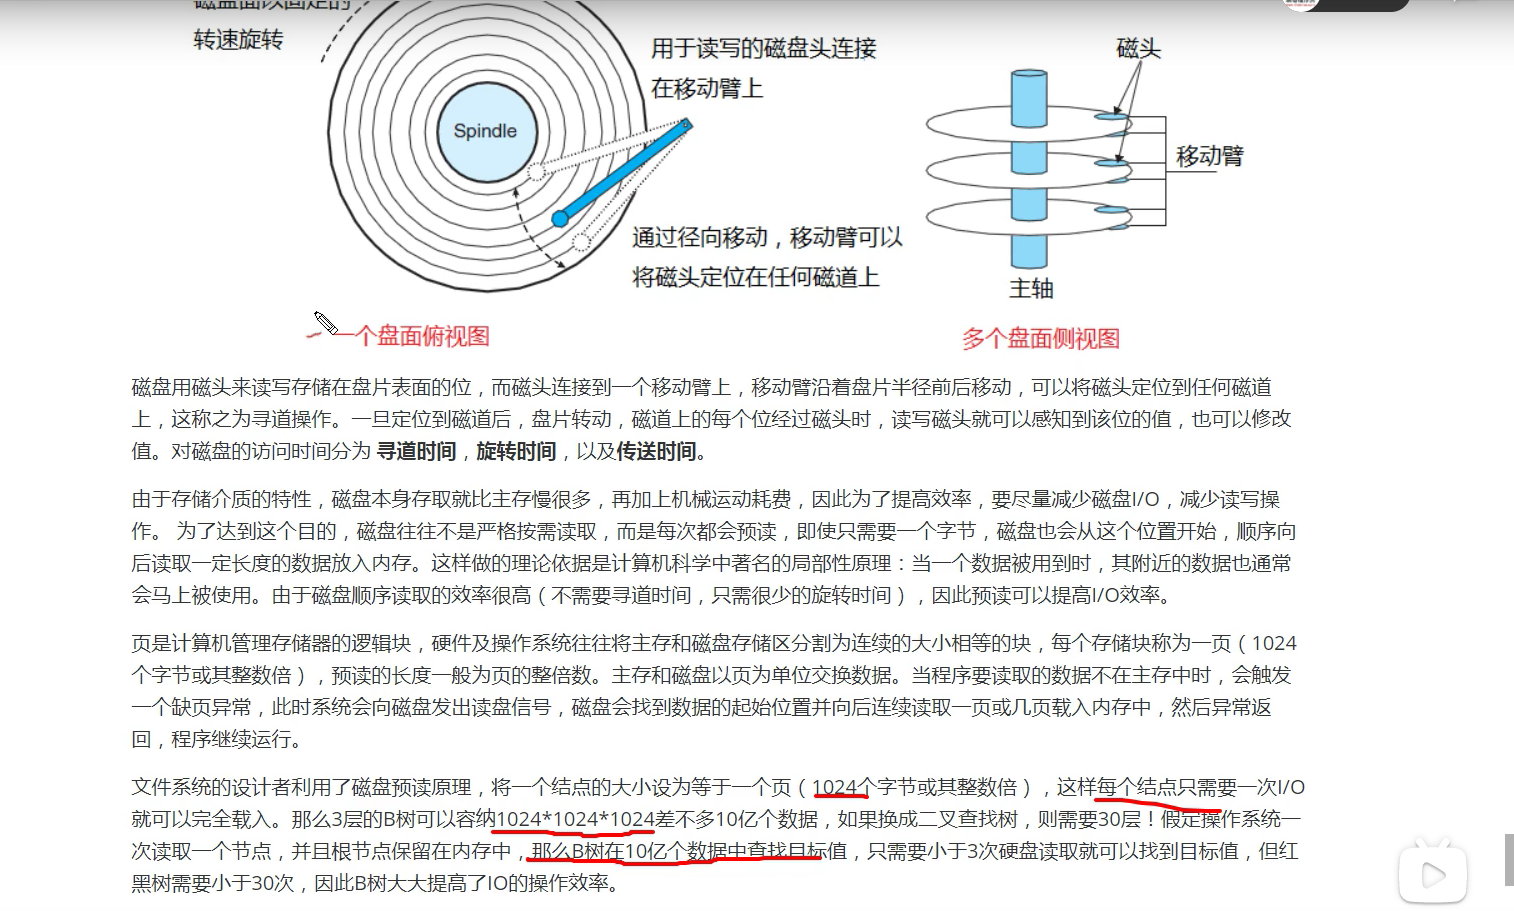 磁盘面以固定的
转速旋转
用于读写的磁盘头连接
在移动臂上
Spindle
通过径向移动，移动臂可以
将磁头定位在任何磁道上
磁头
移动臂
主轴
一个盘面俯视图
多个盘面侧视图
磁盘用磁头来读写存储在盘片表面的位，而磁头连接到一个移动臂上，移动臂沿着盘片半径前后移动，可以将磁头定位到任何磁道
上，这称之为寻道操作。一旦定位到磁道后，盘片转动，磁道上的每个位经过磁头时，读写磁头就可以感知到该位的值，也可以修改
值。对磁盘的访问时间分为 寻道时间，旋转时间，以及传送时间。
由于存储介质的特性，磁盘本身存取就比主存慢很多，再加上机械运动耗费，因此为了提高效率，要尽量减少磁盘I/O，减少读写操
作。 为了达到这个目的，磁盘往往不是严格按需读取，而是每次都会预读，即使只需要一个字节，磁盘也会从这个位置开始，顺序向
后读取一定长度的数据放入内存。这样做的理论依据是计算机科学中著名的局部性原理：当一个数据被用到时，其附近的数据也通常
会马上被使用。由于磁盘顺序读取的效率很高（不需要寻道时间，只需很少的旋转时间），因此预读可以提高I/O效率。
页是计算机管理存储器的逻辑块，硬件及操作系统往往将主存和磁盘存储区分割为连续的大小相等的块，每个存储块称为一页（1024
个字节或其整数倍），预读的长度一般为页的整倍数。主存和磁盘以页为单位交换数据。当程序要读取的数据不在主存中时，会触发
一个缺页异常，此时系统会向磁盘发出读盘信号，磁盘会找到数据的起始位置并向后连续读取一页或几页载入内存中，然后异常返
回，程序继续运行。
文件系统的设计者利用了磁盘预读原理，将一个结点的大小设为等于一个页（1024个字节或其整数倍），这样每个结点只需要一次I/O
就可以完全载入。那么3层的B树可以容纳1024*1024*1024差不多10亿个数据，如果换成二叉查找树，则需要30层！假定操作系统一
次读取一个节点，并且根节点保留在内存中，那么B树在10亿个数据中查找目标值，只需要小于3次硬盘读取就可以找到目标值，但红
黑树需要小于30次，因此B树大大提高了IO的操作效率。